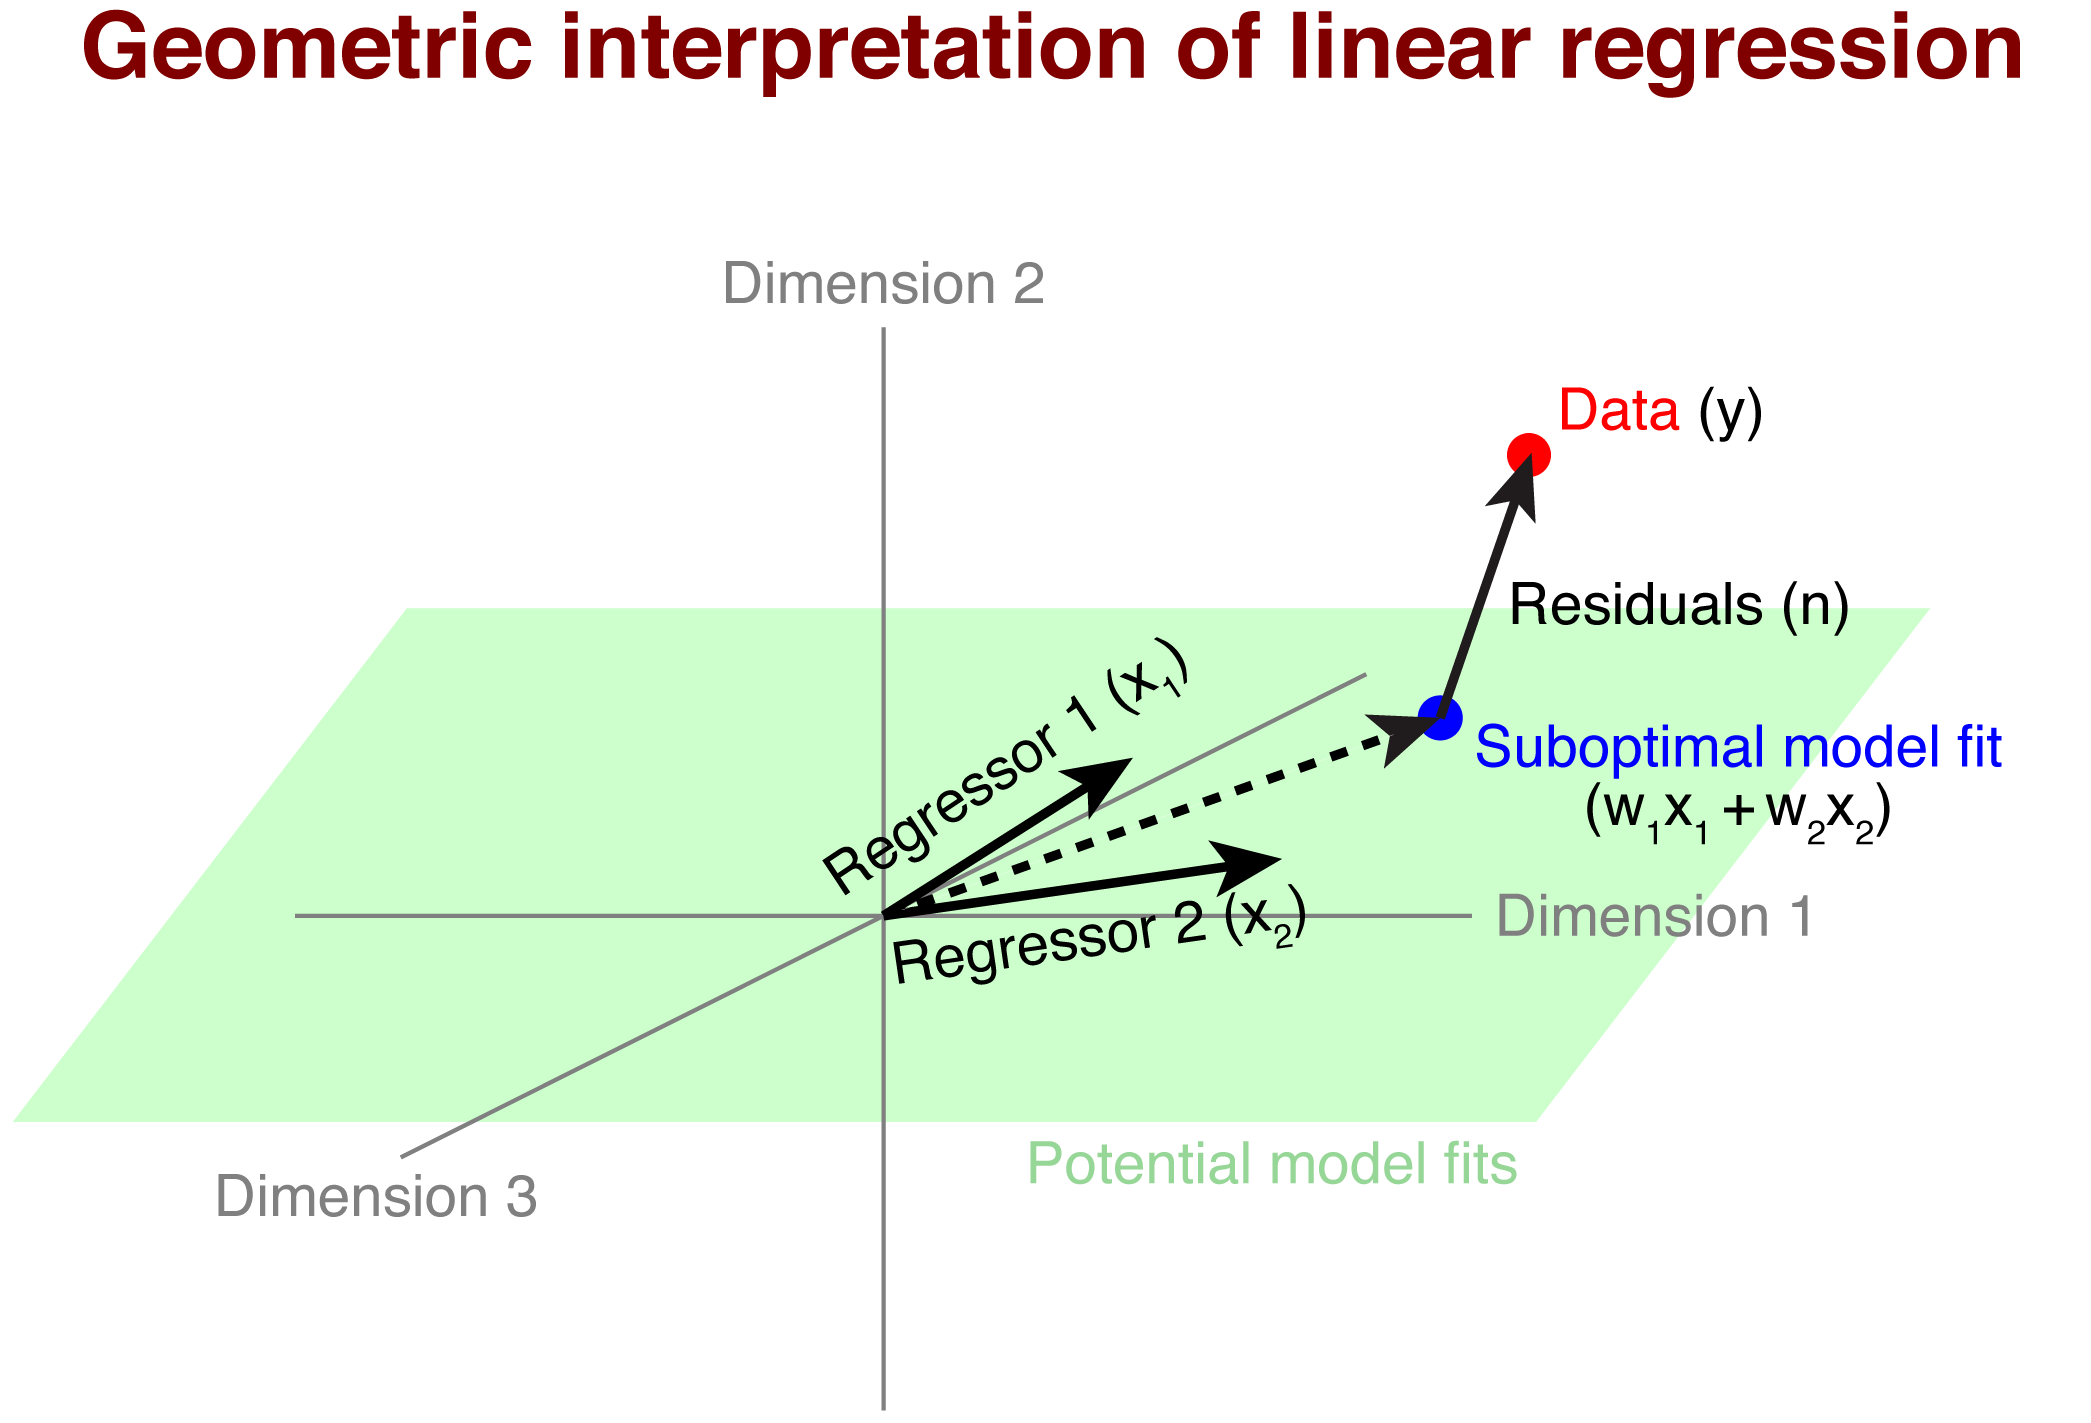 Geometric interpretation of linear regression
Dimension 2
Data (y)
Residuals (n)
Regressor 1 (x₁)
Suboptimal model fit
(w₁x₁ + w₂x₂)
Regressor 2 (x₂)
Dimension 1
Potential model fits
Dimension 3